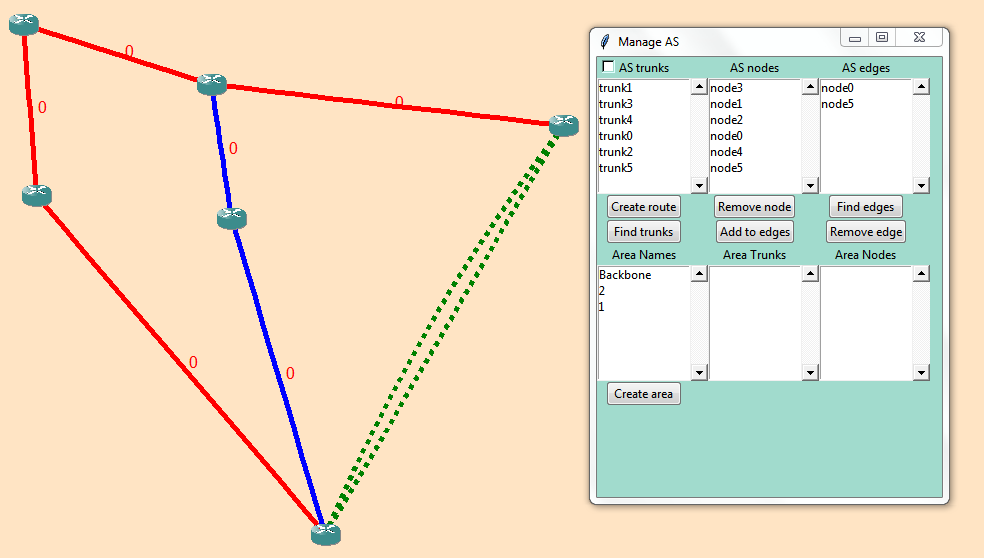 0
0
0
0
0
0
Manage AS
AS trunks AS nodes AS edges
trunk1 node3 node0
trunk3 node1 node5
trunk4 node2
trunk0 node0
trunk2 node4
trunk5 node5
Create route Remove node Find edges
Find trunks Add to edges Remove edge
Area Names Area Trunks Area Nodes
Backbone
2
1
Create area